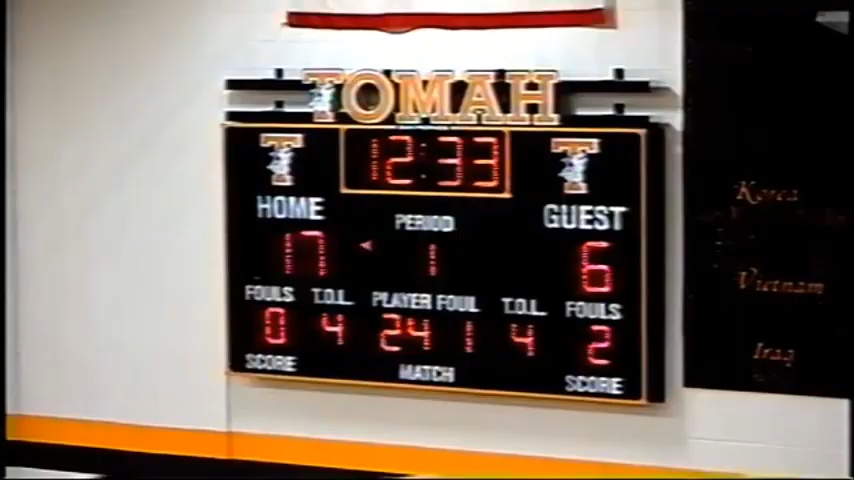 TOMAH
T 12:33 T
HOME PERIOD GUEST
17 1 6
FOULS T.O.L. PLAYER FOUL T.O.L. FOULS
0 4 24 1 4 2
SCORE MATCH SCORE
Korea
Vietnam
Iraq